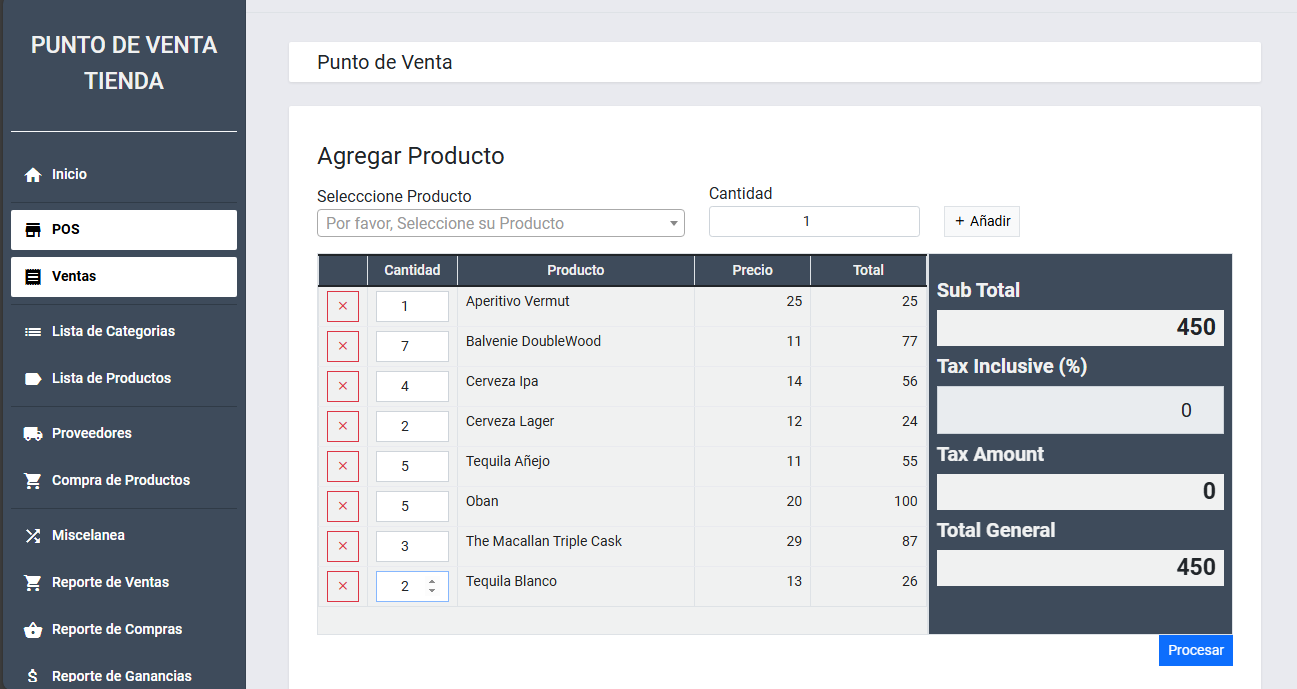 PUNTO DE VENTA
TIENDA
Inicio
POS
Ventas
Lista de Categorias
Lista de Productos
Proveedores
Compra de Productos
Miscelanea
Reporte de Ventas
Reporte de Compras
Reporte de Ganancias
Punto de Venta
Agregar Producto
Selecccione Producto
Cantidad
Por favor, Seleccione su Producto
1
+ Añadir
Cantidad Producto Precio Total
× 1 Aperitivo Vermut 25 25
× 7 Balvenie DoubleWood 11 77
× 4 Cerveza Ipa 14 56
× 2 Cerveza Lager 12 24
× 5 Tequila Añejo 11 55
× 5 Oban 20 100
× 3 The Macallan Triple Cask 29 87
× 2 Tequila Blanco 13 26
Sub Total
450
Tax Inclusive (%)
0
Tax Amount
0
Total General
450
Procesar